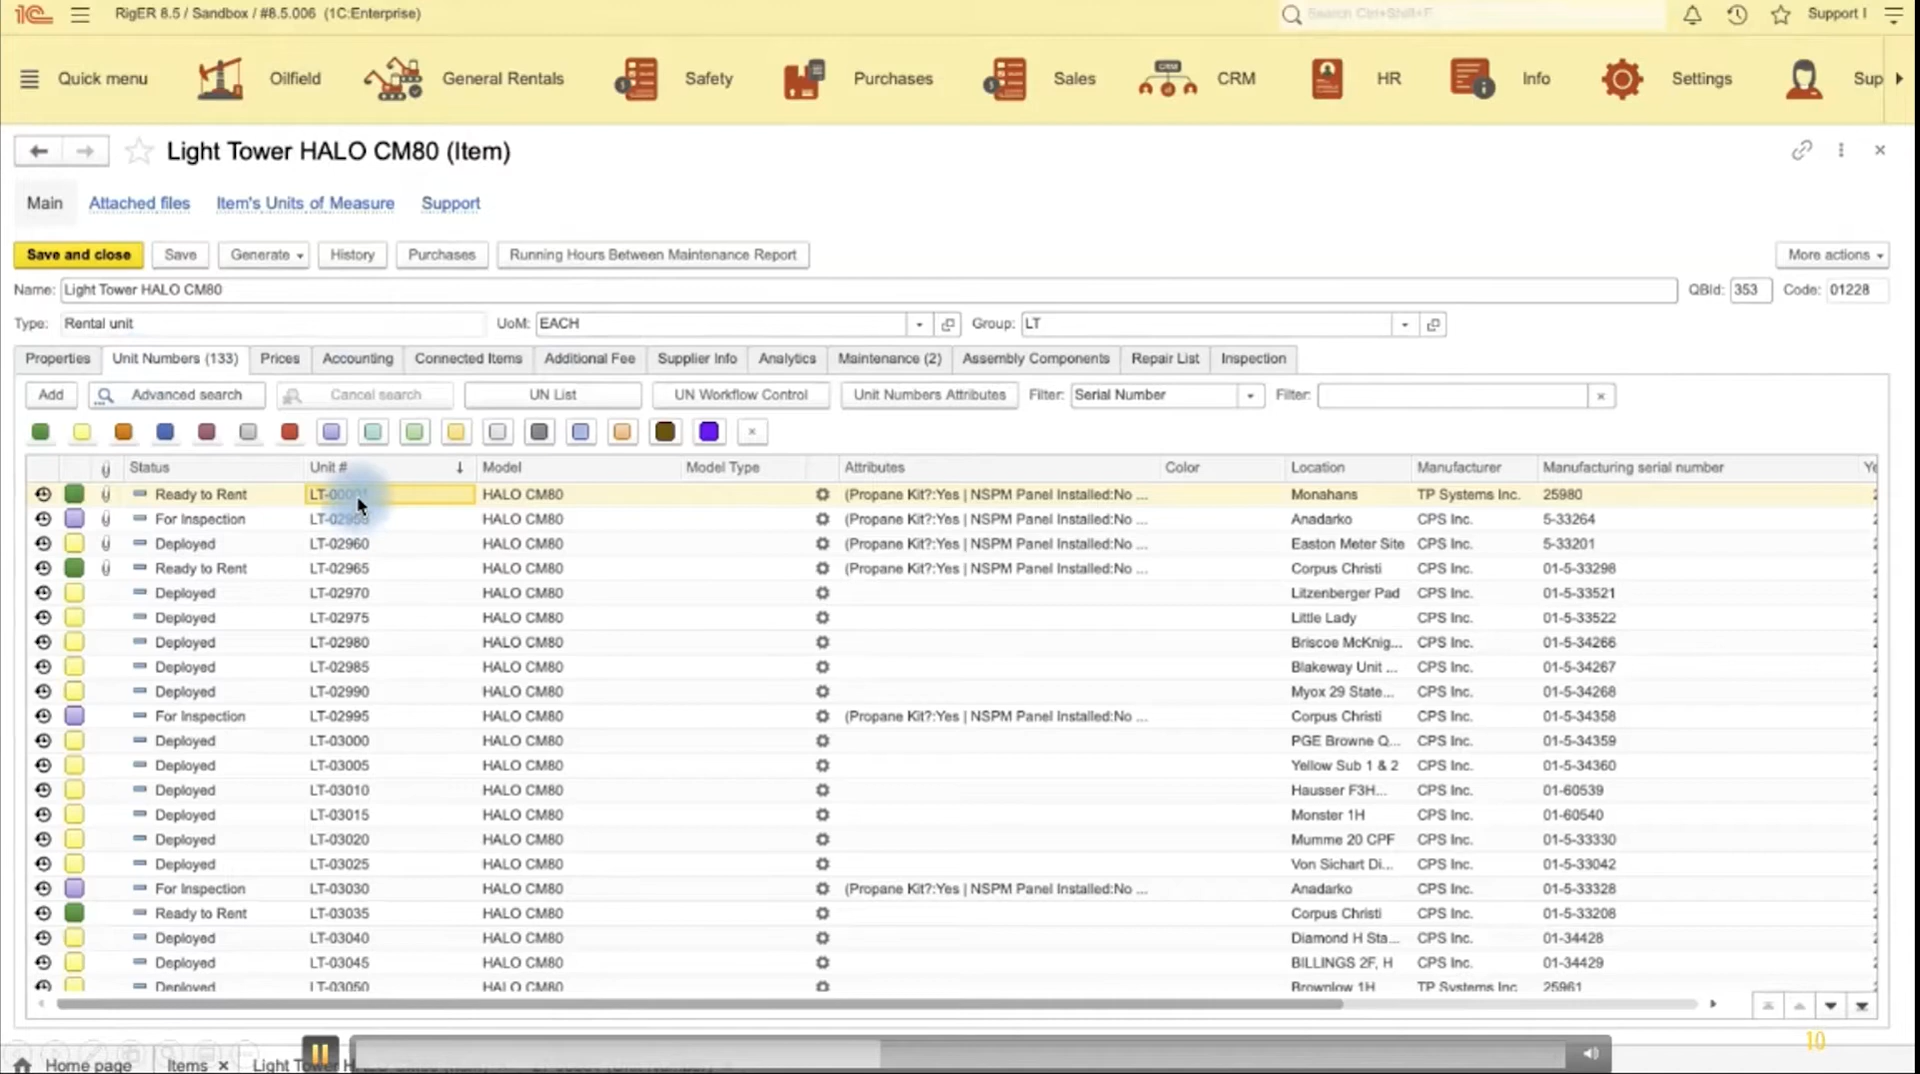 RigER 8.5 / Sandbox / #8.5.006 (1C:Enterprise)
Search Ctrl+Shift+F
Support I
Quick menu Oilfield General Rentals Safety Purchases Sales CRM HR Info Settings Sup
Light Tower HALO CM80 (Item)
Main Attached files Item's Units of Measure Support
Save and close Save Generate History Purchases Running Hours Between Maintenance Report More actions
Name: Light Tower HALO CM80 QBId: 353 Code: 01228
Type: Rental unit UoM: EACH Group: LT
Properties Unit Numbers (133) Prices Accounting Connected Items Additional Fee Supplier Info Analytics Maintenance (2) Assembly Components Repair List Inspection
Add Advanced search Cancel search UN List UN Workflow Control Unit Numbers Attributes Filter: Serial Number Filter:
Status Unit # Model Model Type Attributes Color Location Manufacturer Manufacturing serial number Ye
Ready to Rent HALO CM80 (Propane Kit?:Yes | NSPM Panel Installed:No ... Monahans TP Systems Inc. 25980
For Inspection HALO CM80 (Propane Kit?:Yes | NSPM Panel Installed:No ... Anadarko CPS Inc. 5-33264
Deployed LT-02960 HALO CM80 (Propane Kit?:Yes | NSPM Panel Installed:No ... Easton Meter Site CPS Inc. 5-33201
Ready to Rent LT-02965 HALO CM80 (Propane Kit?:Yes | NSPM Panel Installed:No ... Corpus Christi CPS Inc. 01-5-33298
Deployed LT-02970 HALO CM80 Litzenberger Pad CPS Inc. 01-5-33521
Deployed LT-02975 HALO CM80 Little Lady CPS Inc. 01-5-33522
Deployed LT-02980 HALO CM80 Briscoe McKnig... CPS Inc. 01-5-34266
Deployed LT-02985 HALO CM80 Blakeway Unit ... CPS Inc. 01-5-34267
Deployed LT-02990 HALO CM80 Myox 29 State... CPS Inc. 01-5-34268
For Inspection LT-02995 HALO CM80 (Propane Kit?:Yes | NSPM Panel Installed:No ... Corpus Christi CPS Inc. 01-5-34358
Deployed LT-03000 HALO CM80 PGE Browne Q... CPS Inc. 01-5-34359
Deployed LT-03005 HALO CM80 Yellow Sub 1 & 2 CPS Inc. 01-5-34360
Deployed LT-03010 HALO CM80 Hausser F3H... CPS Inc. 01-60539
Deployed LT-03015 HALO CM80 Monster 1H CPS Inc. 01-60540
Deployed LT-03020 HALO CM80 Mumme 20 CPF CPS Inc. 01-5-33330
Deployed LT-03025 HALO CM80 Von Sichart Di... CPS Inc. 01-5-33042
For Inspection LT-03030 HALO CM80 (Propane Kit?:Yes | NSPM Panel Installed:No ... Anadarko CPS Inc. 01-5-33328
Ready to Rent LT-03035 HALO CM80 Corpus Christi CPS Inc. 01-5-33208
Deployed LT-03040 HALO CM80 Diamond H Sta... CPS Inc. 01-34428
Deployed LT-03045 HALO CM80 BILLINGS 2F, H CPS Inc. 01-34429
Deployed LT-03050 HALO CM80 Brownlow 1H TP Systems Inc 25961
10
Home page Items Light Tower H